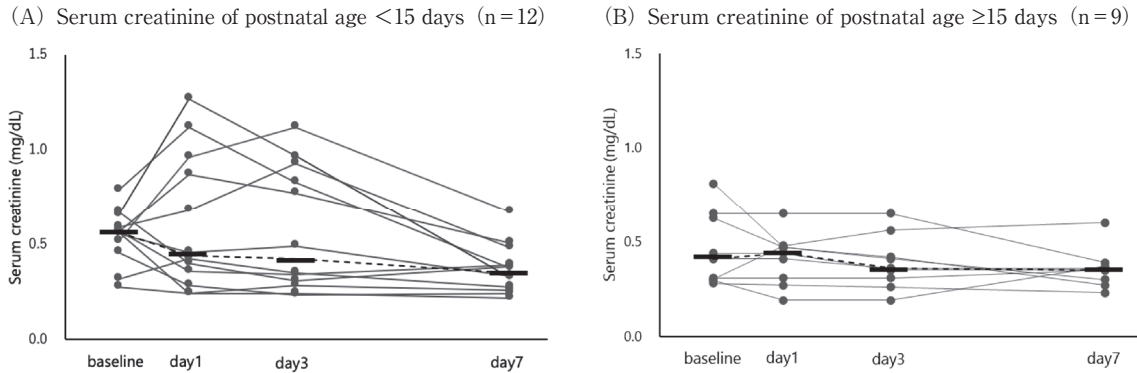 (A) Serum creatinine of postnatal age <15 days (n=12)
1.5
1.0
0.5
0.0
Serum creatinine (mg/dL)
baseline day1 day3 day7
(B) Serum creatinine of postnatal age ≥15 days (n=9)
1.5
1.0
0.5
0.0
Serum creatinine (mg/dL)
baseline day1 day3 day7